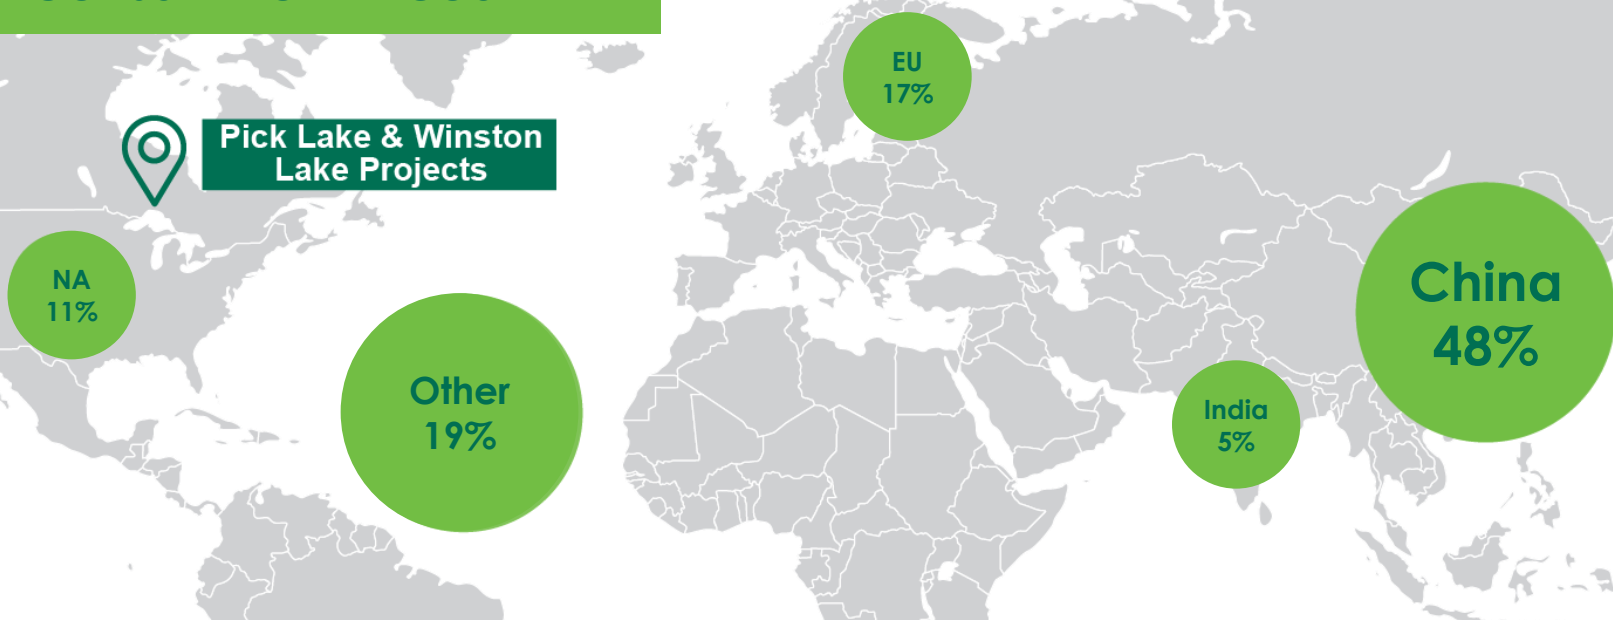 Pick Lake & Winston
Lake Projects
EU
17%
NA
11%
Other
19%
China
48%
India
5%